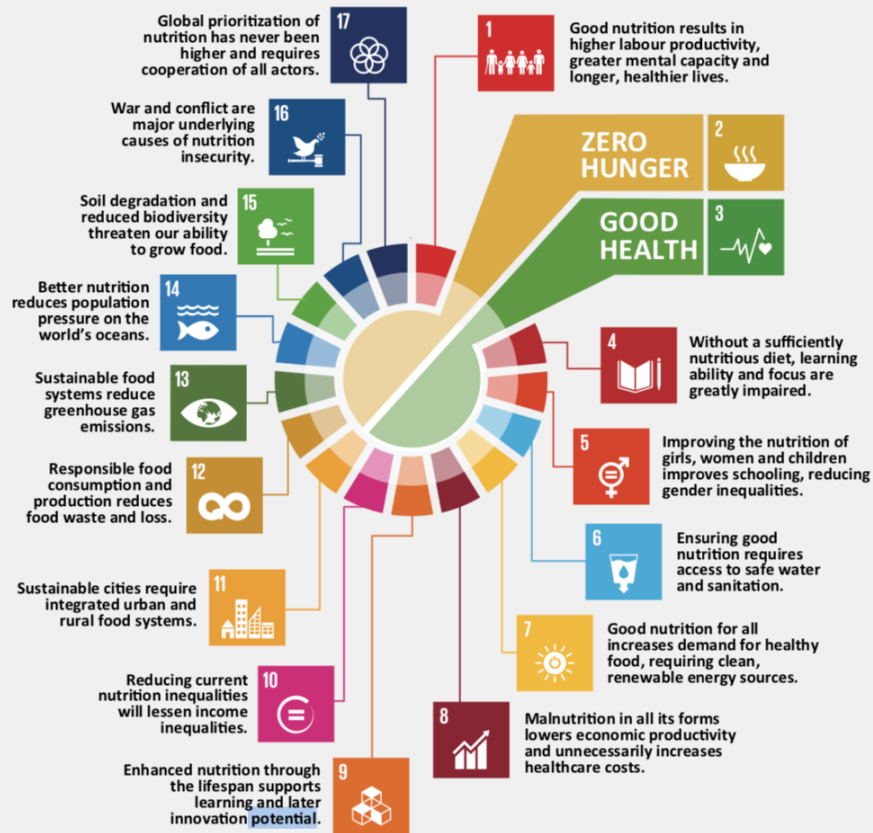 17
Global prioritization of
nutrition has never been
higher and requires
cooperation of all actors.
1
Good nutrition results in
higher labour productivity,
greater mental capacity and
longer, healthier lives.
16
War and conflict are
major underlying
causes of nutrition
insecurity.
ZERO
HUNGER
2
15
Soil degradation and
reduced biodiversity
threaten our ability
to grow food.
GOOD
HEALTH
3
14
Better nutrition
reduces population
pressure on the
world's oceans.
4
Without a sufficiently
nutritious diet, learning
ability and focus are
greatly impaired.
13
Sustainable food
systems reduce
greenhouse gas
emissions.
5
Improving the nutrition of
girls, women and children
improves schooling, reducing
gender inequalities.
12
Responsible food
consumption and
production reduces
food waste and loss.
6
Ensuring good
nutrition requires
access to safe water
and sanitation.
11
Sustainable cities require
integrated urban and
rural food systems.
7
Good nutrition for all
increases demand for healthy
food, requiring clean,
renewable energy sources.
10
Reducing current
nutrition inequalities
will lessen income
inequalities.
8
Malnutrition in all its forms
lowers economic productivity
and unnecessarily increases
healthcare costs.
9
Enhanced nutrition through
the lifespan supports
learning and later
innovation potential.